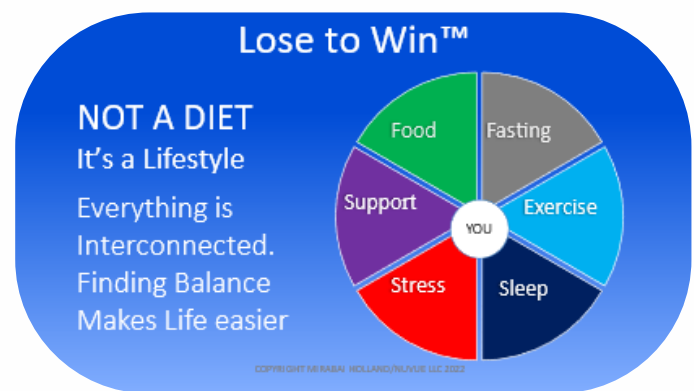 Lose to Win™
NOT A DIET
It's a Lifestyle
Everything is
Interconnected.
Finding Balance
Makes Life easier
Food
Fasting
Support
Exercise
YOU
Stress
Sleep
COPYRIGHT MIRABAI HOLLAND/NUVUE LLC 2022